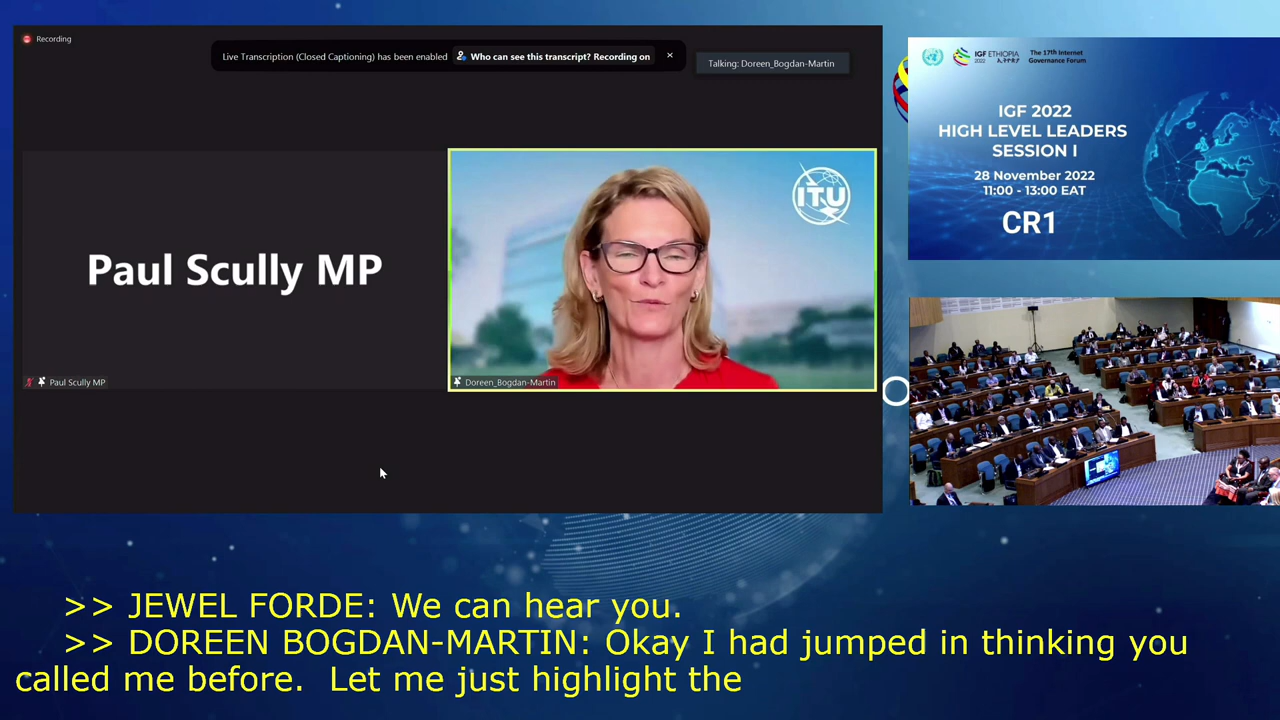 Recording
Live Transcription (Closed Captioning) has been enabled
Who can see this transcript? Recording on
Talking: Doreen_Bogdan-Martin
Paul Scully MP
Paul Scully MP
ITU
Doreen_Bogdan-Martin
IGF ETHIOPIA
2022 ኢትዮጵያ
The 17th Internet
Governance Forum
IGF 2022
HIGH LEVEL LEADERS
SESSION I
28 November 2022
11:00 - 13:00 EAT
CR1
>> JEWEL FORDE: We can hear you.
>> DOREEN BOGDAN-MARTIN: Okay I had jumped in thinking you
called me before. Let me just highlight the